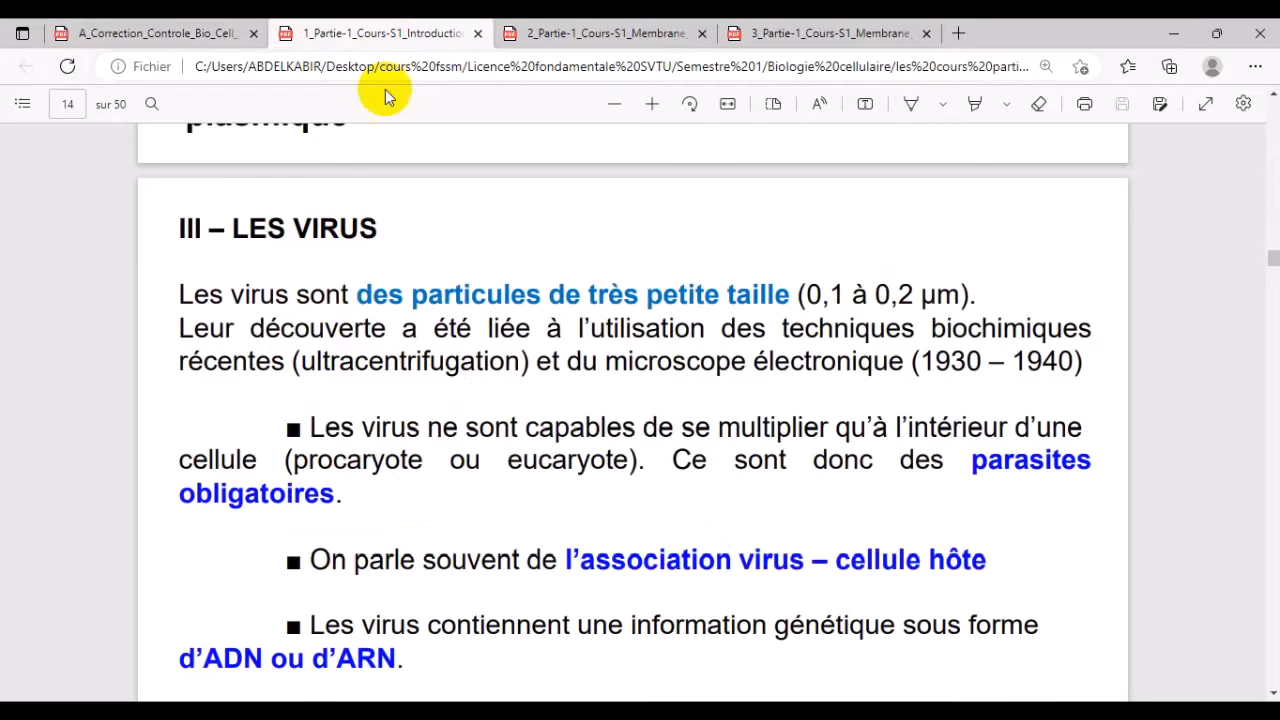 A_Correction_Controle_Bio_Cell_
1_Partie-1_Cours-S1_Introduction
2_Partie-1_Cours-S1_Membrane_
3_Partie-1_Cours-S1_Membrane_
Fichier
C:/Users/ABDELKABIR/Desktop/cours%20fssm/Licence%20fondamentale%20SVTU/Semestre%201/Biologie%20cellulaire/les%20cours%20parti...
14 sur 50
plasmique
III – LES VIRUS
Les virus sont des particules de très petite taille (0,1 à 0,2 µm).
Leur découverte a été liée à l’utilisation des techniques biochimiques
récentes (ultracentrifugation) et du microscope électronique (1930 – 1940)
■ Les virus ne sont capables de se multiplier qu’à l’intérieur d’une
cellule (procaryote ou eucaryote). Ce sont donc des parasites
obligatoires.
■ On parle souvent de l’association virus – cellule hôte
■ Les virus contiennent une information génétique sous forme
d’ADN ou d’ARN.